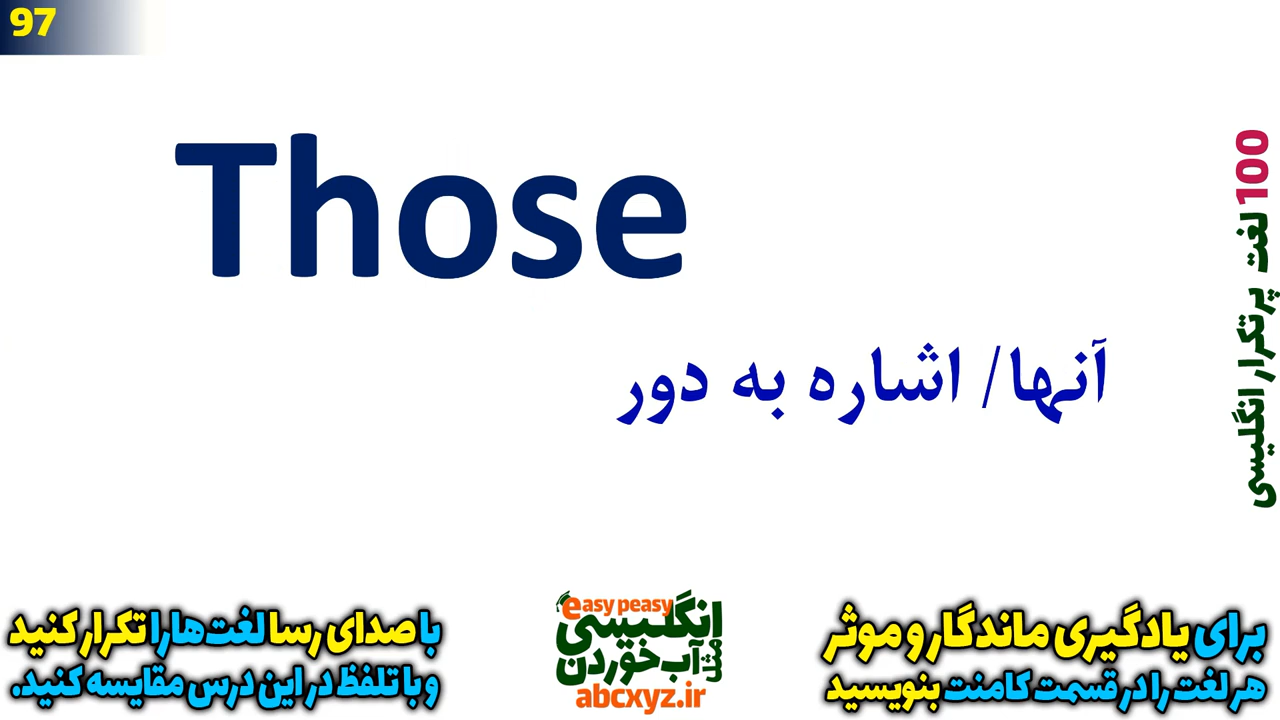 97
Those
آنها/ اشاره به دور
100 لغت پرتکرار انگلیسی
برای یادگیری ماندگار و موثر
هر لغت را در قسمت کامنت بنویسید
easy peasy
انگلیسی
مثل آب خوردن
abcxyz.ir
با صدای رسا لغت‌ها را تکرار کنید
و با تلفظ در این درس مقایسه کنید.